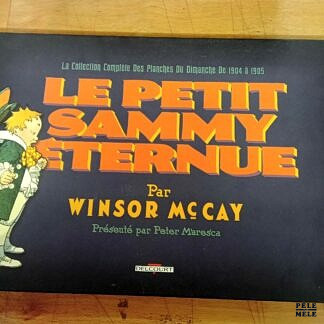 La Collection Complète Des Planches Du Dimanche De 1904 à 1905
LE PETIT
SAMMY
ÉTERNUE
Par
WINSOR McCAY
Présenté par Peter Maresca
DELCOURT
PÊLE
MÊLE